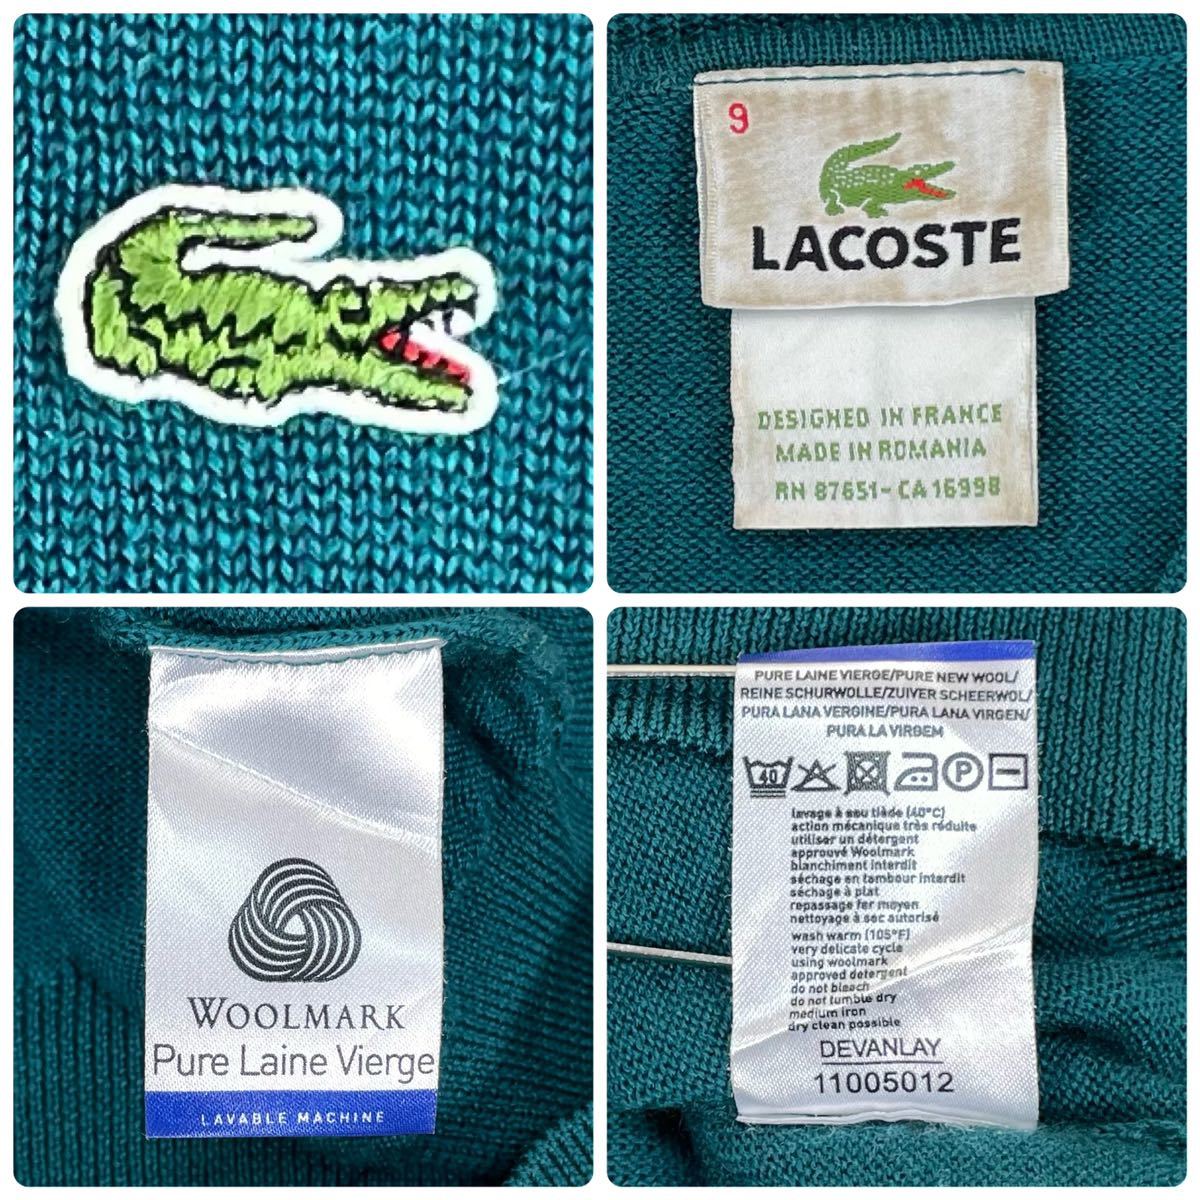 9
LACOSTE
DESIGNED IN FRANCE
MADE IN ROMANIA
RN 87651-CA 16998
WOOLMARK
Pure Laine Vierge
LAVABLE MACHINE
PURE LAINE VIERGE/PURE NEW WOOL/
REINE SCHURWOLLE/ZUIVER SCHEERWOL/
PURA LANA VERGINE/PURA LANA VIRGEN/
PURA LA VIRGEM
40
P
lavage à eau tiède (40°C)
action mécanique très réduite
utiliser un détergent
approuvé Woolmark
blanchiment interdit
séchage en tambour interdit
séchage à plat
repassage fer moyen
nettoyage à sec autorisé
wash warm (105°F)
very delicate cycle
using woolmark
approved detergent
do not bleach
do not tumble dry
medium iron
dry clean possible
DEVANLAY
11005012